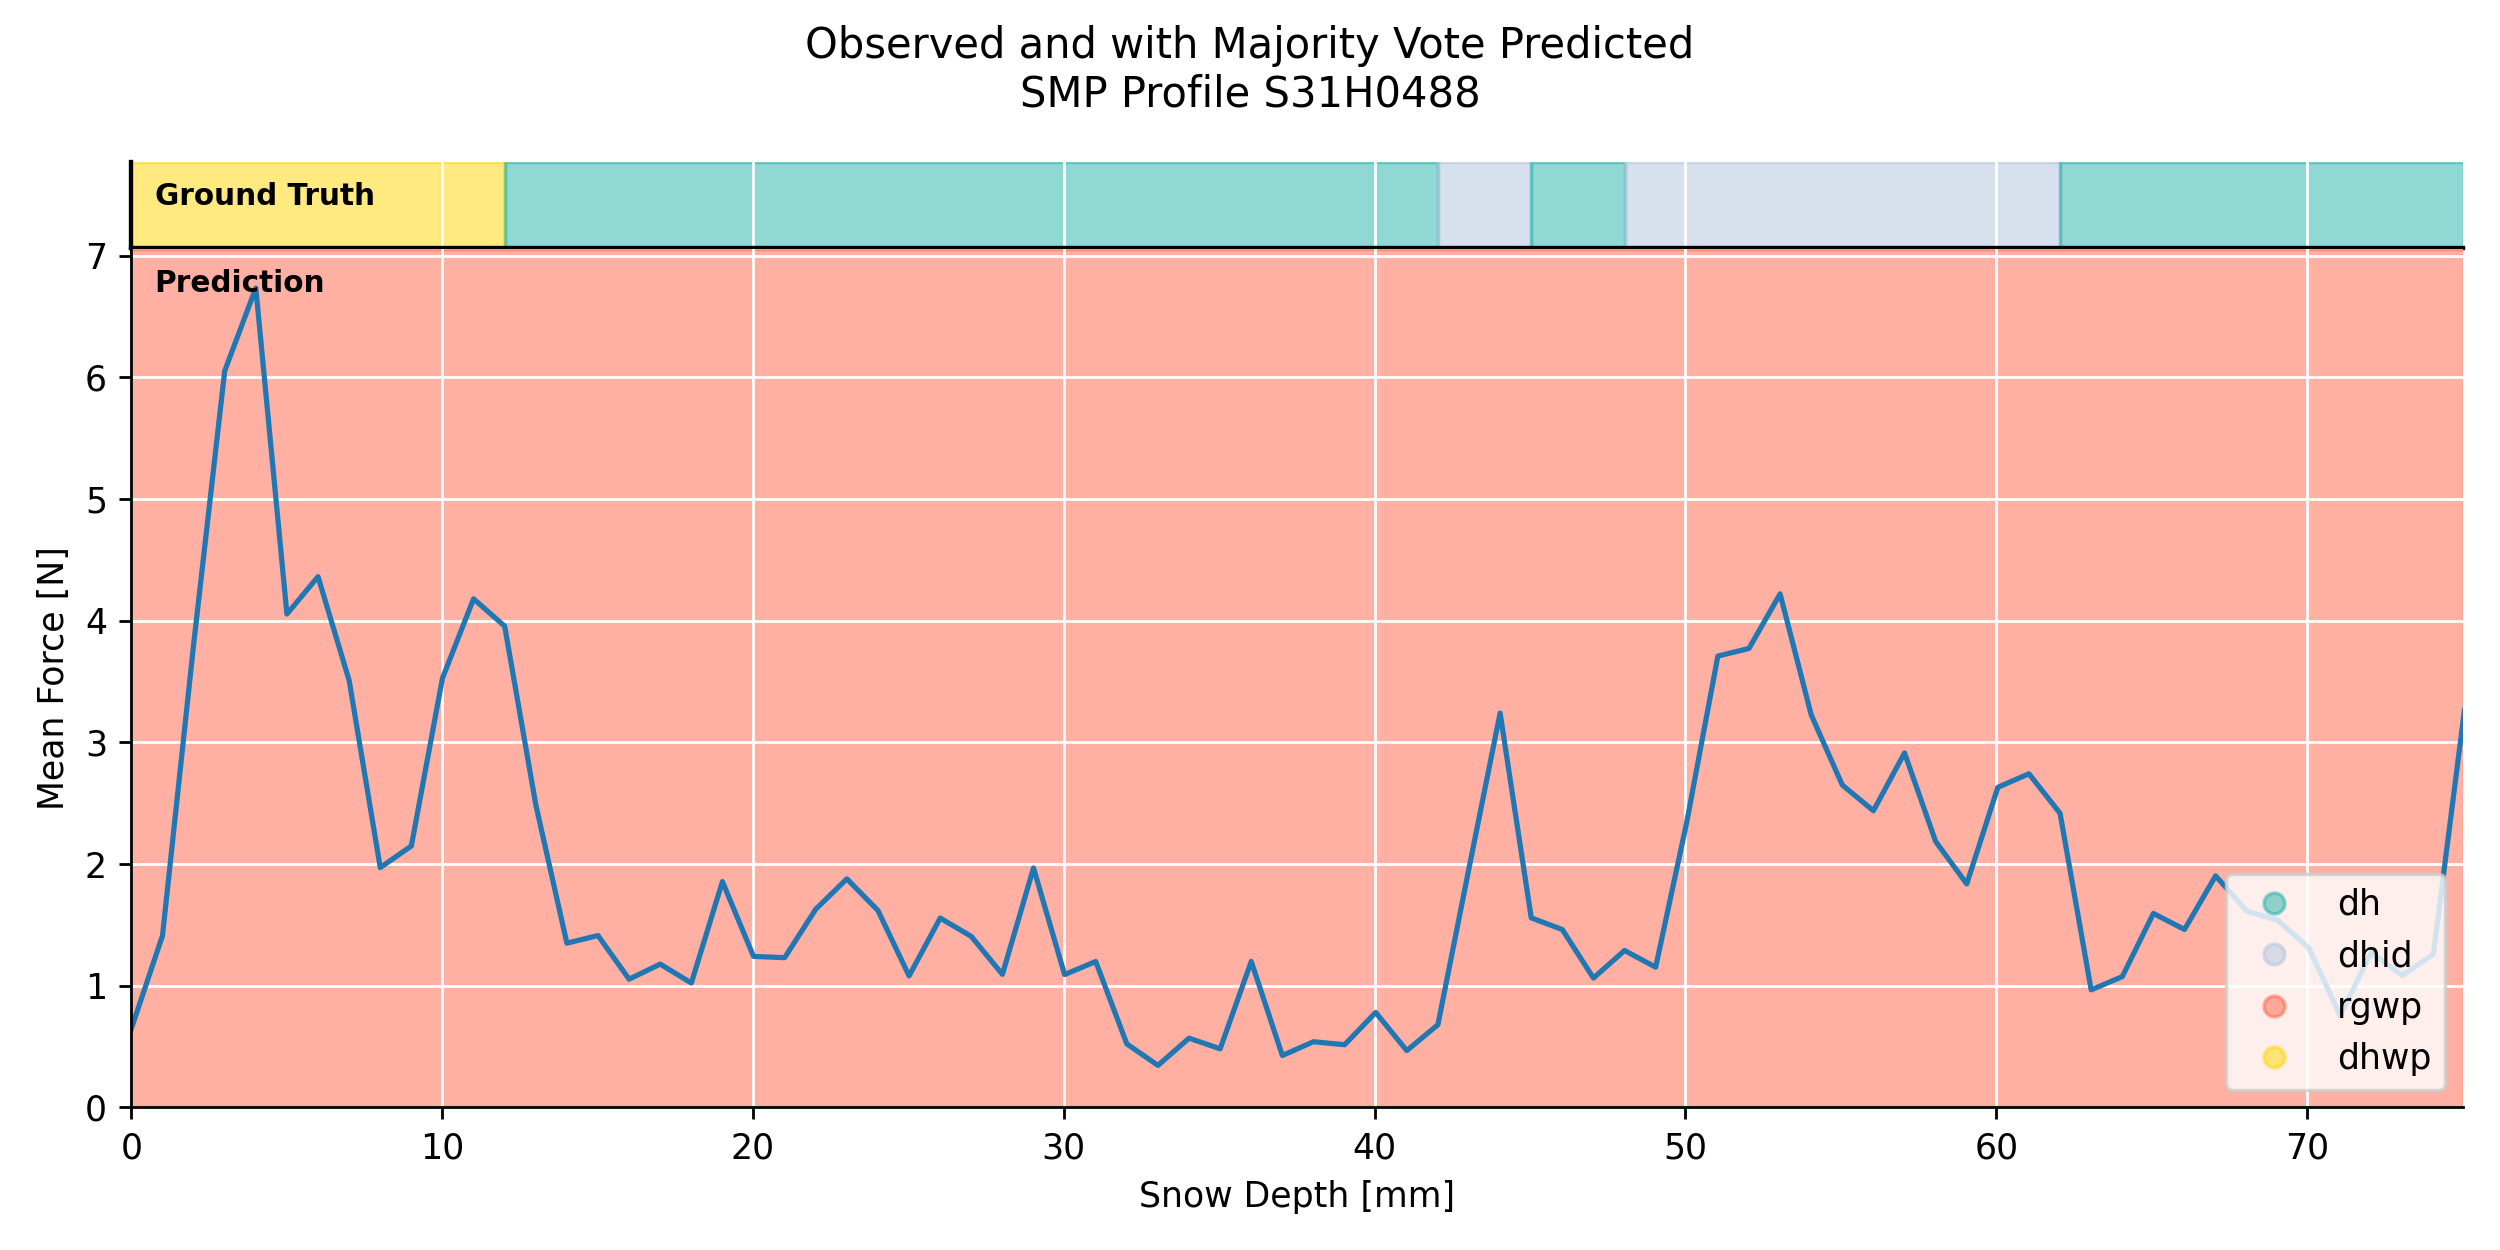 Observed and with Majority Vote Predicted
SMP Profile S31H0488
Ground Truth
Prediction
7
6
5
4
3
2
1
0
Mean Force [N]
0 10 20 30 40 50 60 70
Snow Depth [mm]
dh
dhid
rgwp
dhwp